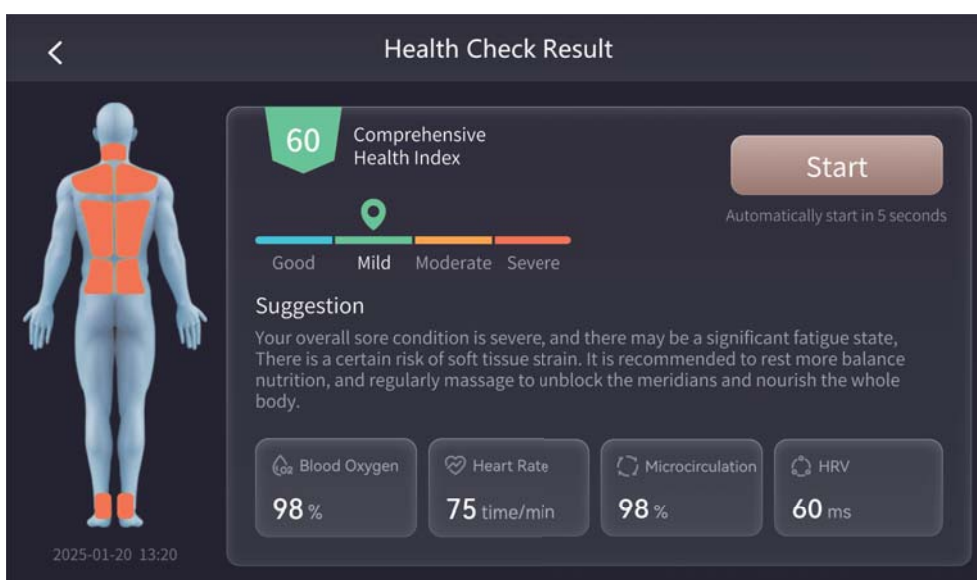 Health Check Result
60
Comprehensive
Health Index
Start
Automatically start in 5 seconds
Good Mild Moderate Severe
Suggestion
Your overall sore condition is severe, and there may be a significant fatigue state,
There is a certain risk of soft tissue strain. It is recommended to rest more balance
nutrition, and regularly massage to unblock the meridians and nourish the whole
body.
O2 Blood Oxygen
98 %
Heart Rate
75 time/min
Microcirculation
98 %
HRV
60 ms
2025-01-20 13:20